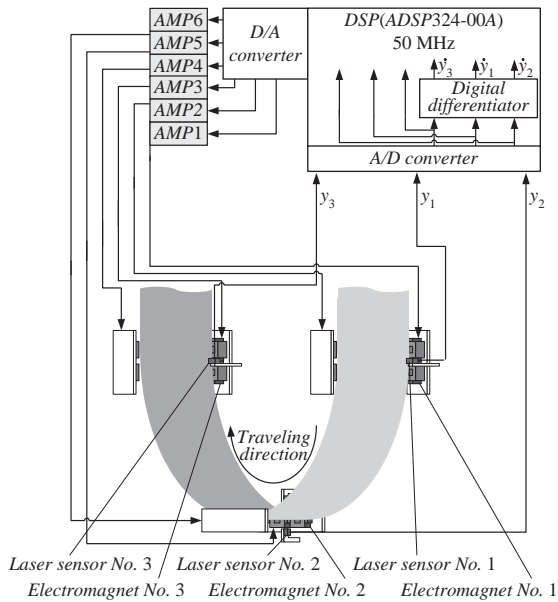 AMP6
AMP5
AMP4
AMP3
AMP2
AMP1
D/A
converter
DSP(ADSP324-00A)
50 MHz
ẏ3 ẏ1 ẏ2
Digital
differentiator
A/D converter
y3
y1
y2
Traveling
direction
Laser sensor No. 3 Laser sensor No. 2 Laser sensor No. 1
Electromagnet No. 3 Electromagnet No. 2 Electromagnet No. 1